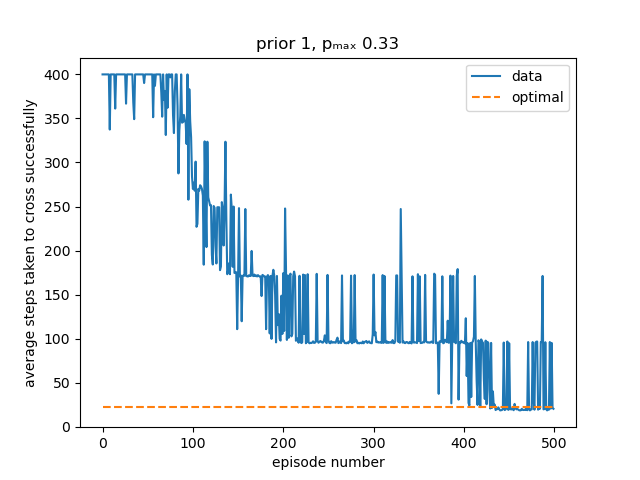 prior 1, pₘₐₓ 0.33
data
optimal
average steps taken to cross successfully
400
350
300
250
200
150
100
50
0
0 100 200 300 400 500
episode number